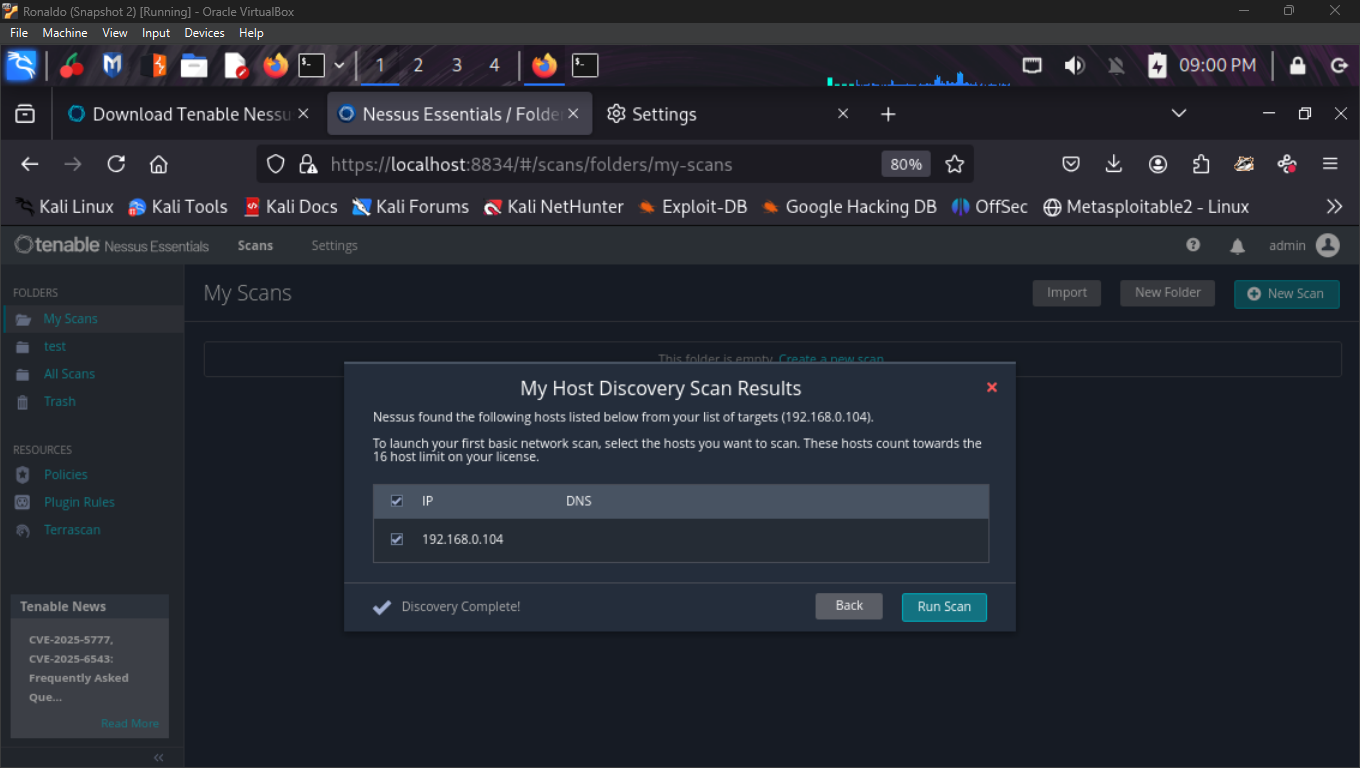 Ronaldo (Snapshot 2) [Running] - Oracle VirtualBox
File Machine View Input Devices Help
1 2 3 4 09:00 PM
Download Tenable Nessu Nessus Essentials / Folde Settings
https://localhost:8834/#/scans/folders/my-scans 80%
Kali Linux Kali Tools Kali Docs Kali Forums Kali NetHunter Exploit-DB Google Hacking DB OffSec Metasploitable2 - Linux
tenable Nessus Essentials Scans Settings admin
FOLDERS
My Scans
test
All Scans
Trash
RESOURCES
Policies
Plugin Rules
Terrascan
Tenable News
CVE-2025-5777,
CVE-2025-6543:
Frequently Asked
Que...
Read More
My Scans Import New Folder New Scan
This folder is empty. Create a new scan.
My Host Discovery Scan Results
Nessus found the following hosts listed below from your list of targets (192.168.0.104).
To launch your first basic network scan, select the hosts you want to scan. These hosts count towards the
16 host limit on your license.
IP DNS
192.168.0.104
Discovery Complete! Back Run Scan